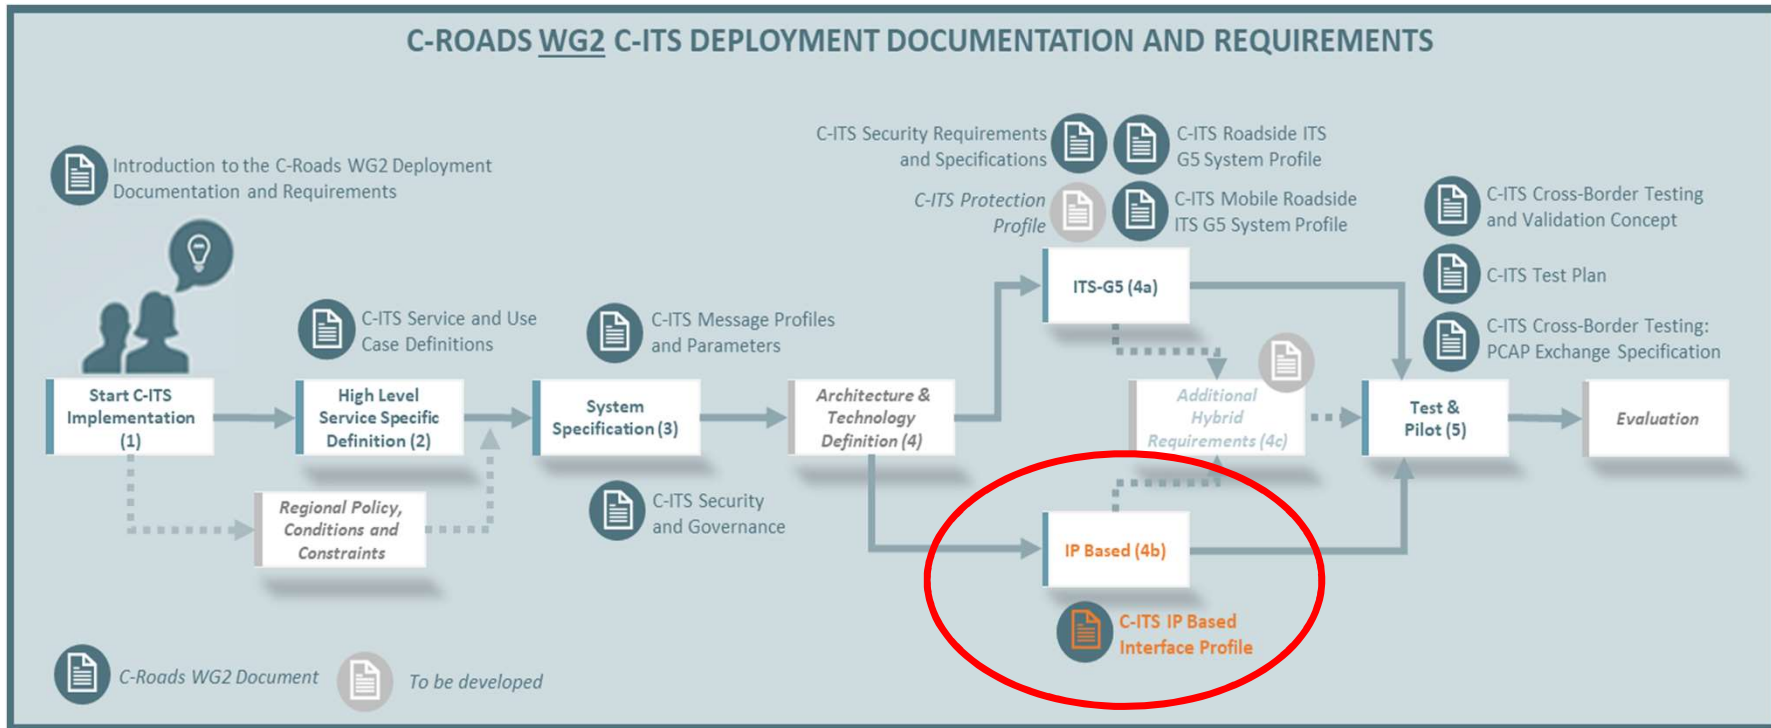 C-ROADS WG2 C-ITS DEPLOYMENT DOCUMENTATION AND REQUIREMENTS
Introduction to the C-Roads WG2 Deployment
Documentation and Requirements
C-ITS Security Requirements
and Specifications
C-ITS Roadside ITS
G5 System Profile
C-ITS Protection
Profile
C-ITS Mobile Roadside
ITS G5 System Profile
C-ITS Cross-Border Testing
and Validation Concept
C-ITS Test Plan
C-ITS Cross-Border Testing:
PCAP Exchange Specification
C-ITS Service and Use
Case Definitions
C-ITS Message Profiles
and Parameters
ITS-G5 (4a)
Start C-ITS
Implementation
(1)
High Level
Service Specific
Definition (2)
System
Specification (3)
Architecture &
Technology
Definition (4)
Additional
Hybrid
Requirements (4c)
Test &
Pilot (5)
Evaluation
Regional Policy,
Conditions and
Constraints
C-ITS Security
and Governance
IP Based (4b)
C-ITS IP Based
Interface Profile
C-Roads WG2 Document
To be developed